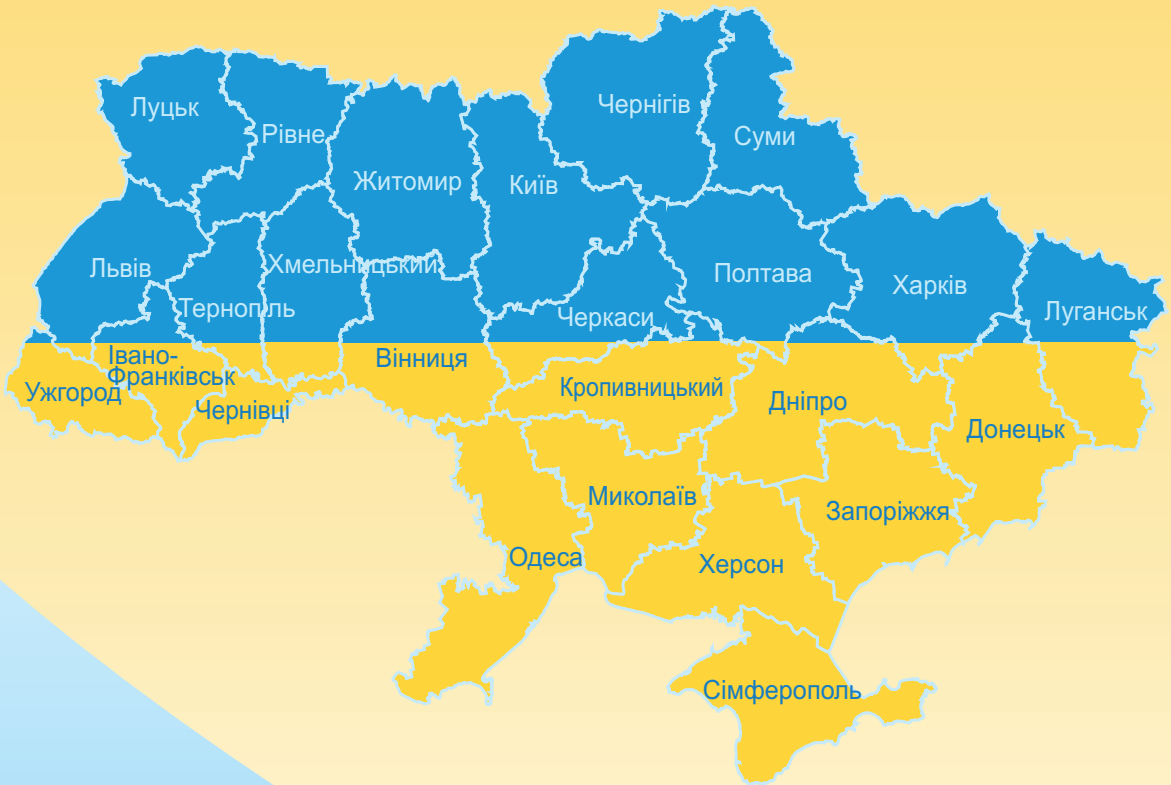 Чернігів
Луцьк
Рівне
Суми
Житомир
Київ
Львів
Хмельницький
Полтава
Харків
Тернопіль
Черкаси
Луганськ
Івано-
Франківськ
Вінниця
Ужгород
Кропивницький
Дніпро
Чернівці
Донецьк
Миколаїв
Запоріжжя
Одеса
Херсон
Сімферополь